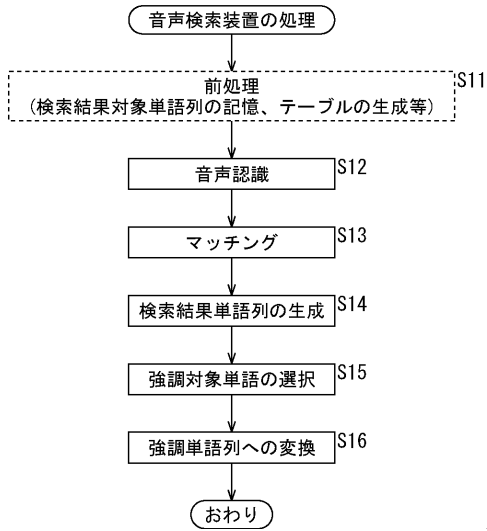 音声検索装置の処理
前処理
(検索結果対象単語列の記憶、テーブルの生成等)
S11
音声認識
S12
マッチング
S13
検索結果単語列の生成
S14
強調対象単語の選択
S15
強調単語列への変換
S16
おわり